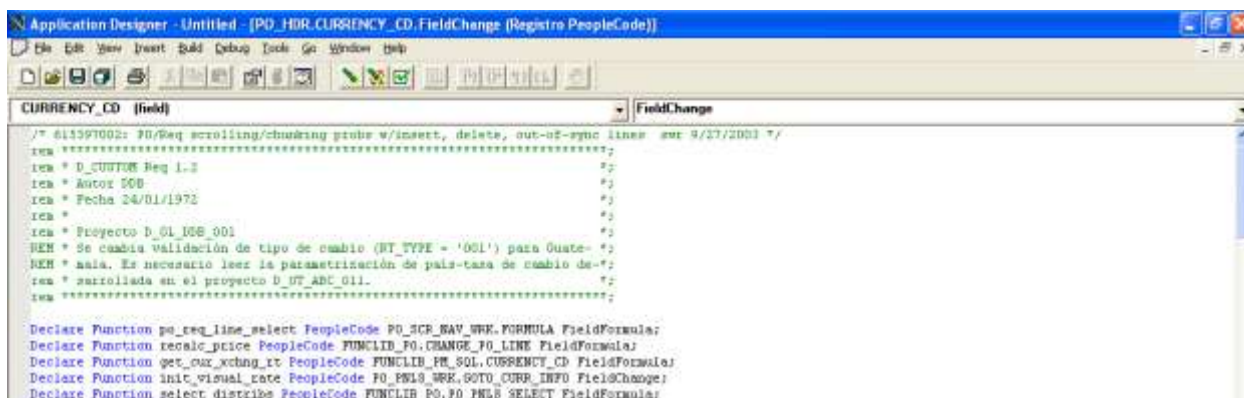 Application Designer - Untitled - [PO_HDR.CURRENCY_CD.FieldChange (Registro PeopleCode)]
File Edit View Insert Build Debug Tools Go Window Help
CURRENCY_CD (field) FieldChange
/* 615397002: PO/Req scrolling/chunking probs w/insert, delete, out-of-sync lines swr 9/27/2003 */
rem ***************************************************************************;
rem * D_CUSTOM Req 1.2 *;
rem * Autor DDB *;
rem * Fecha 24/01/1972 *;
rem * *;
rem * Proyecto D_GL_DDB_001 *;
REM * Se cambia validación de tipo de cambio (RT_TYPE = '001') para Guate- *;
REM * mala. Es necesario leer la parametrización de país-tasa de cambio de-*;
rem * sarrollada en el proyecto D_UT_ABC_011. *;
rem ***************************************************************************;
Declare Function po_req_line_select PeopleCode PO_SCR_NAV_WRK.FORMULA FieldFormula;
Declare Function recalc_price PeopleCode FUNCLIB_PO.CHANGE_PO_LINE FieldFormula;
Declare Function get_cur_xchng_rt PeopleCode FUNCLIB_PM_SQL.CURRENCY_CD FieldFormula;
Declare Function init_visual_rate PeopleCode PO_PNLS_WRK.GOTO_CURR_INFO FieldChange;
Declare Function select_distribs PeopleCode FUNCLIB_PO.PO_PNLS_SELECT FieldFormula;